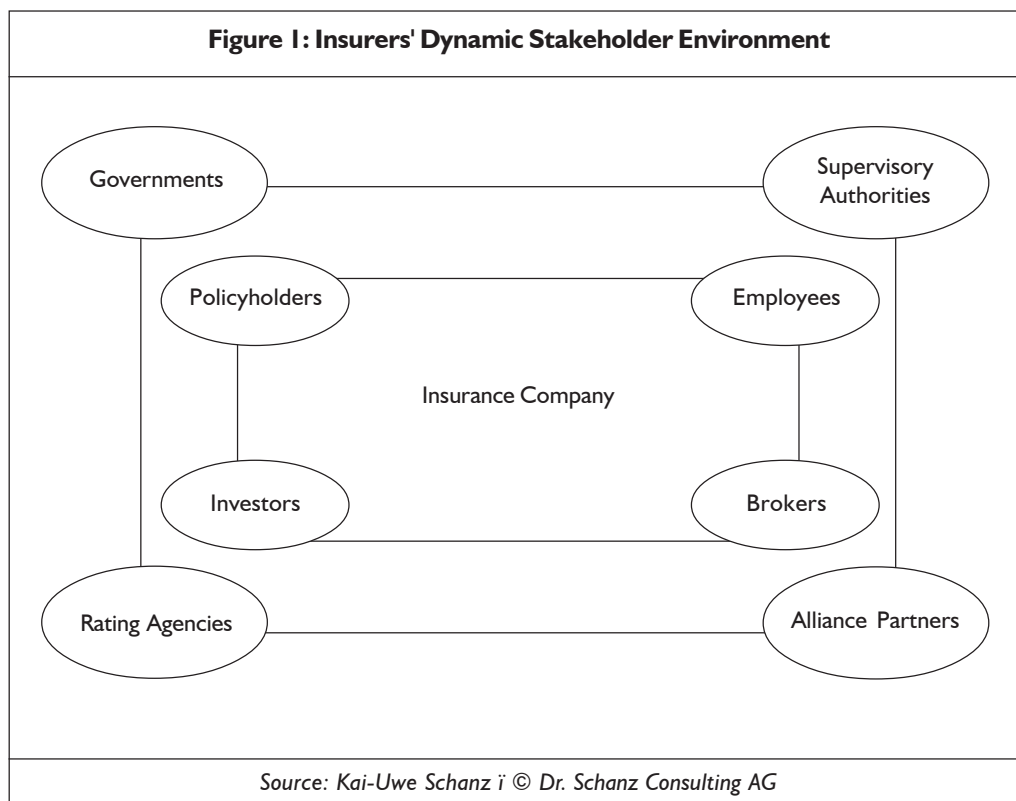 Figure 1: Insurers' Dynamic Stakeholder Environment
Governments
Supervisory
Authorities
Policyholders
Employees
Insurance Company
Investors
Brokers
Rating Agencies
Alliance Partners
Source: Kai-Uwe Schanz ï © Dr. Schanz Consulting AG